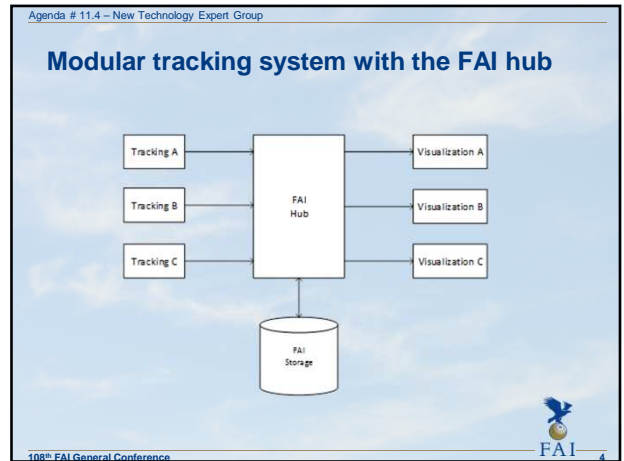 Agenda # 11.4 – New Technology Expert Group
Modular tracking system with the FAI hub
Tracking A
Visualization A
Tracking B
FAI
Hub
Visualization B
Tracking C
Visualization C
FAI
Storage
FAI
108th FAI General Conference
4